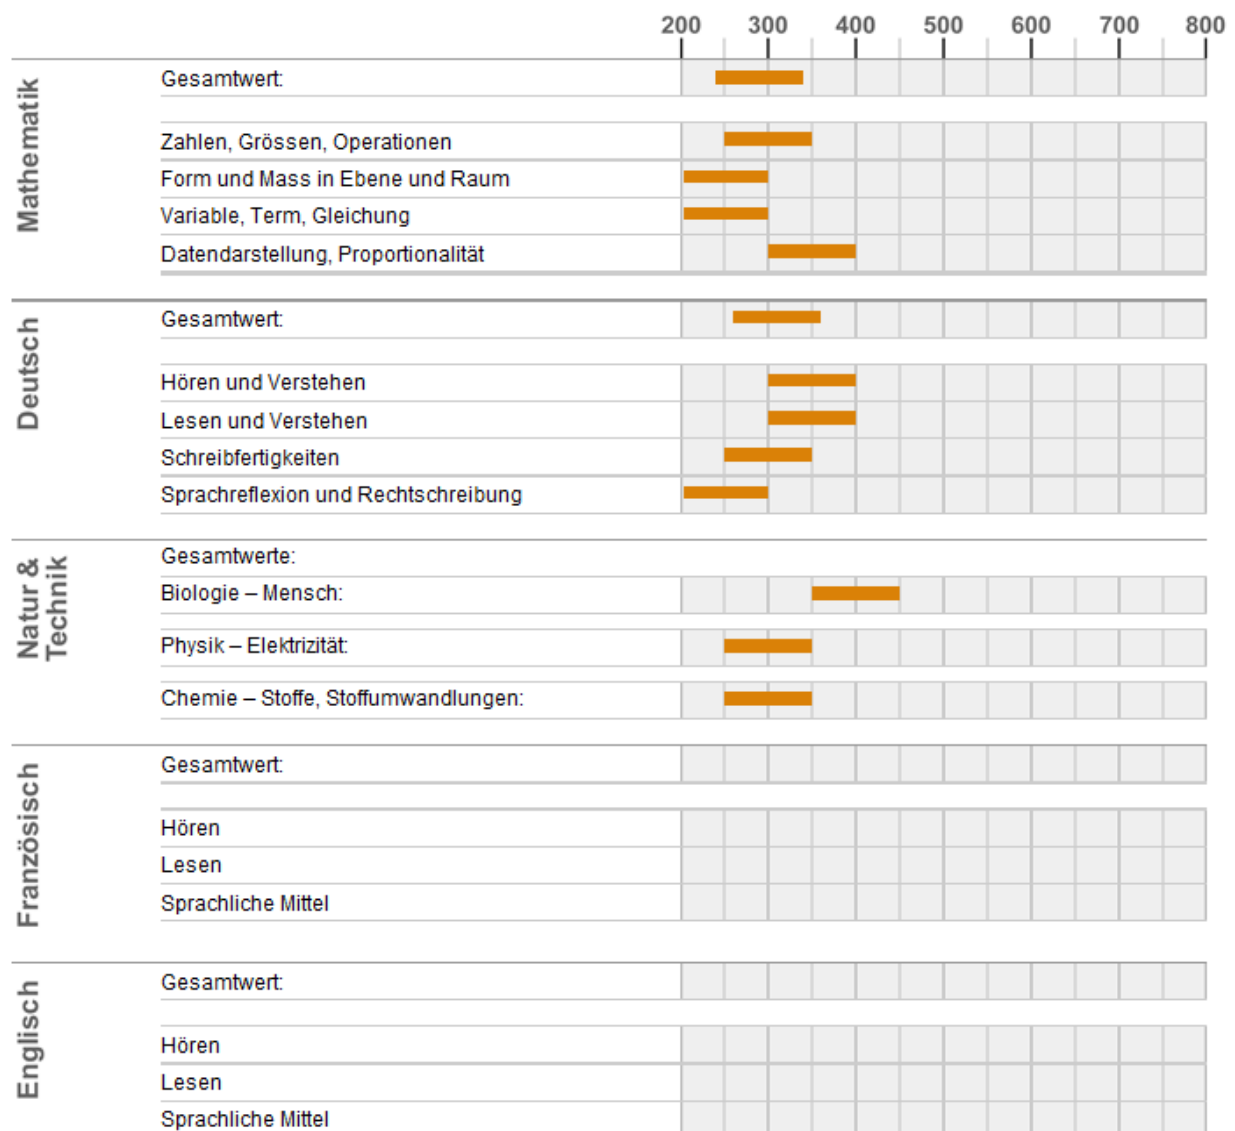 200 300 400 500 600 700 800
Mathematik
Gesamtwert:
Zahlen, Grössen, Operationen
Form und Mass in Ebene und Raum
Variable, Term, Gleichung
Datendarstellung, Proportionalität
Deutsch
Gesamtwert:
Hören und Verstehen
Lesen und Verstehen
Schreibfertigkeiten
Sprachreflexion und Rechtschreibung
Natur &
Technik
Gesamtwerte:
Biologie – Mensch:
Physik – Elektrizität:
Chemie – Stoffe, Stoffumwandlungen:
Französisch
Gesamtwert:
Hören
Lesen
Sprachliche Mittel
Englisch
Gesamtwert:
Hören
Lesen
Sprachliche Mittel